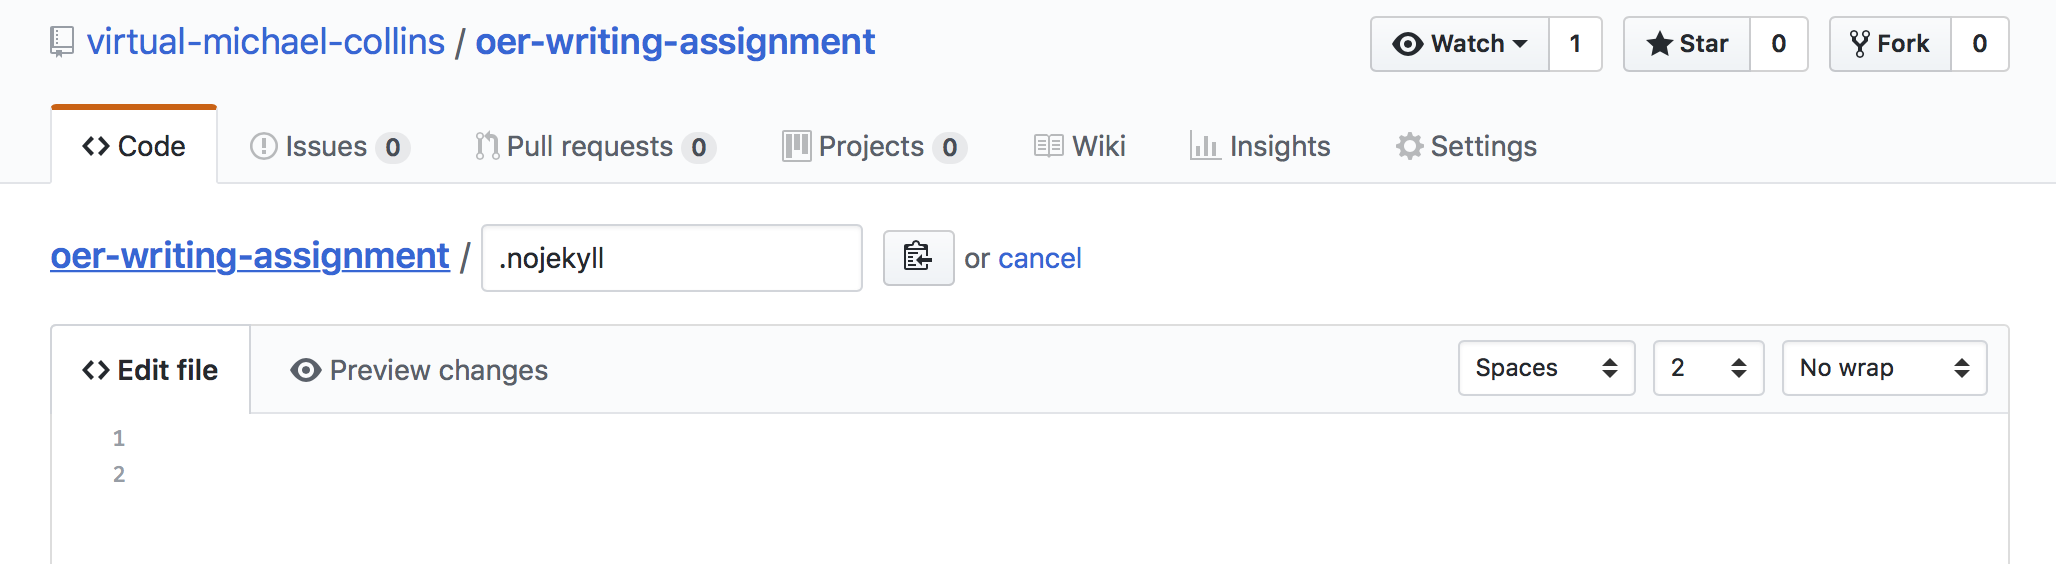 virtual-michael-collins / oer-writing-assignment Watch 1 Star 0 Fork 0
Code Issues 0 Pull requests 0 Projects 0 Wiki Insights Settings
oer-writing-assignment / .nojekyll or cancel
Edit file Preview changes Spaces 2 No wrap
1
2